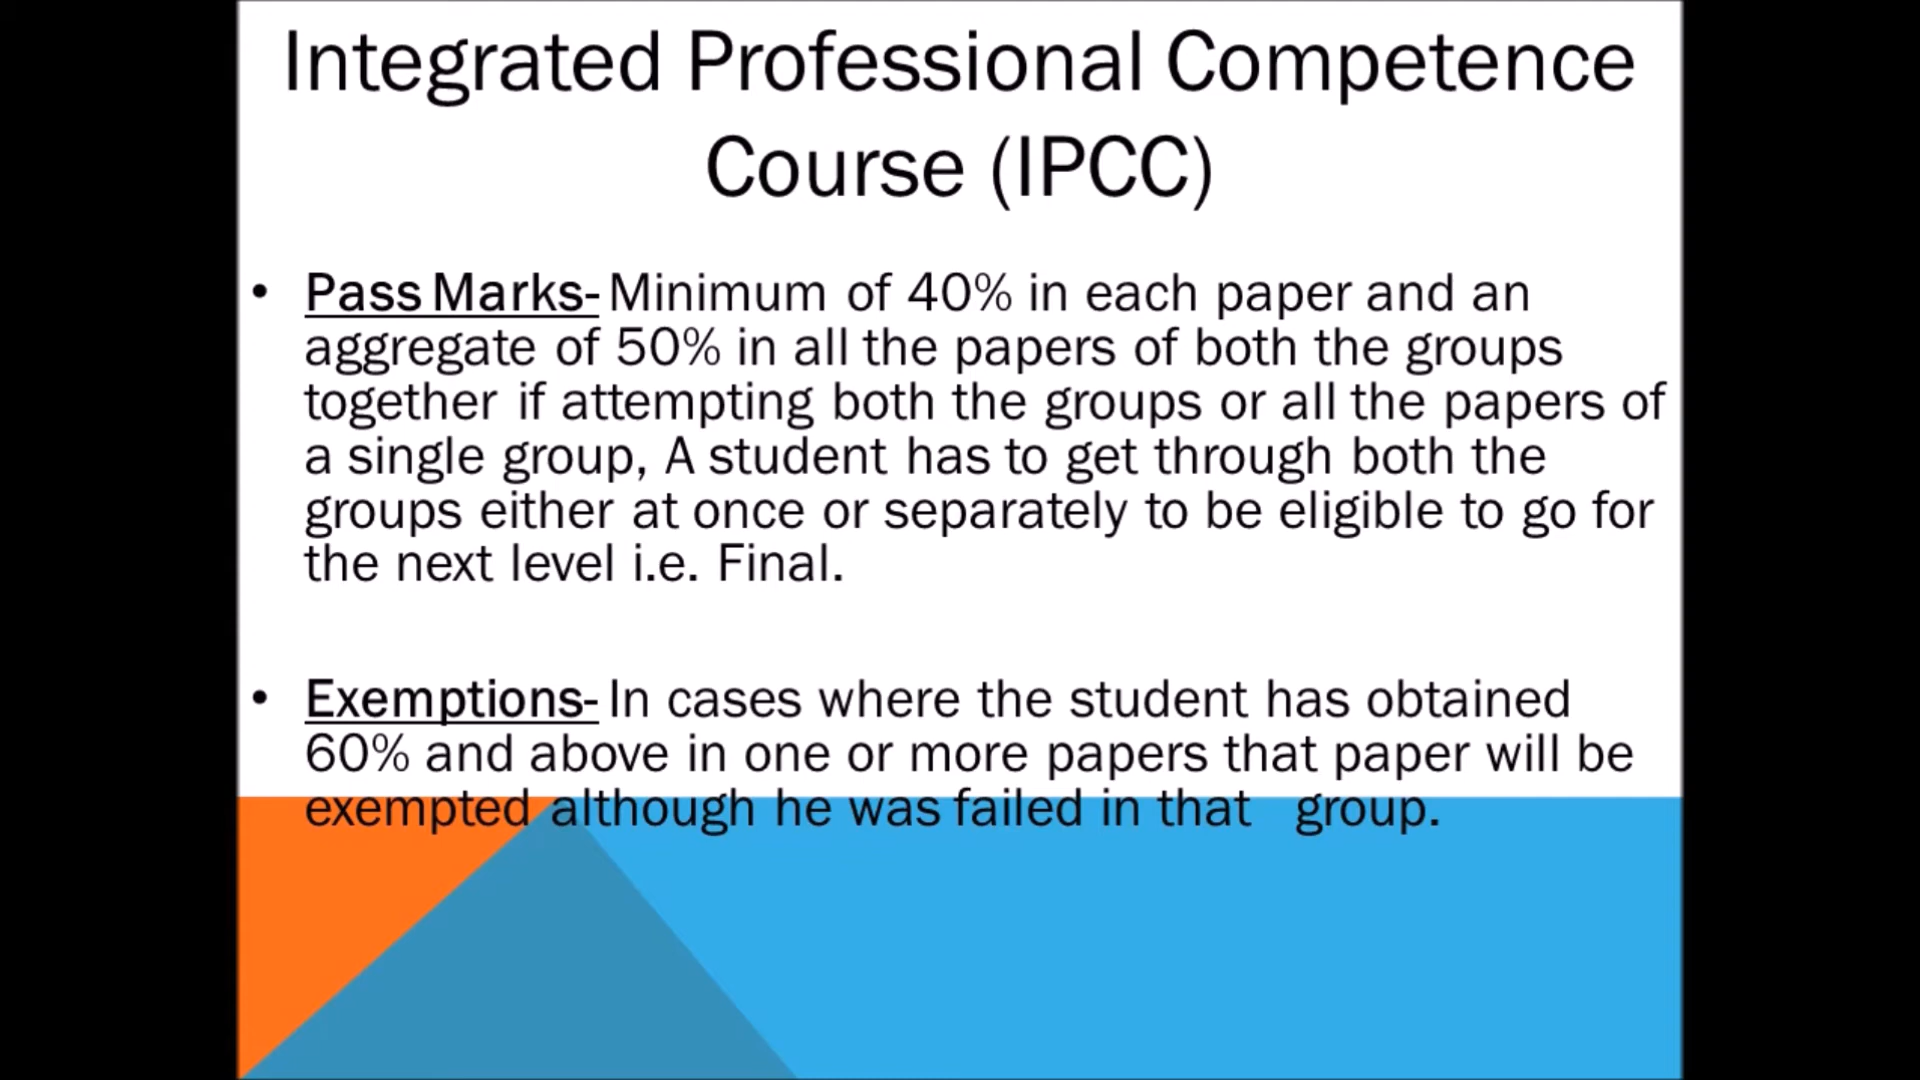 Integrated Professional Competence
Course (IPCC)
• Pass Marks- Minimum of 40% in each paper and an
aggregate of 50% in all the papers of both the groups
together if attempting both the groups or all the papers of
a single group, A student has to get through both the
groups either at once or separately to be eligible to go for
the next level i.e. Final.
• Exemptions- In cases where the student has obtained
60% and above in one or more papers that paper will be
exempted although he was failed in that group.